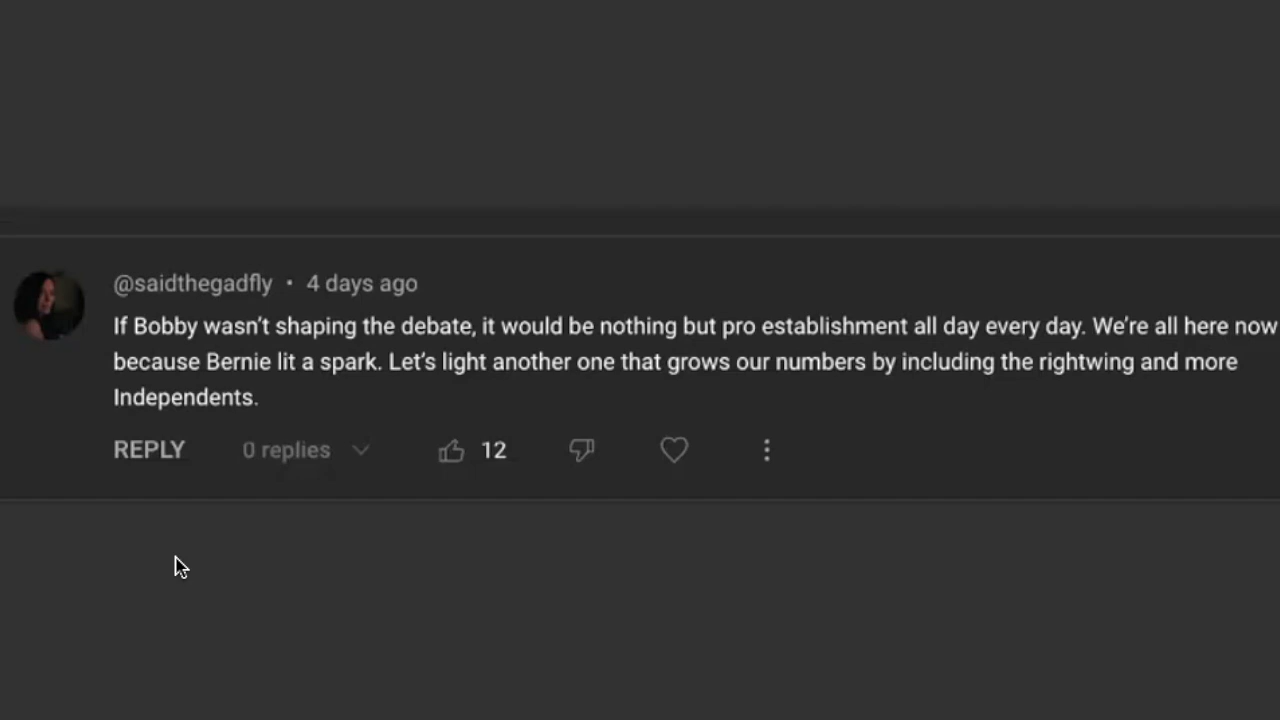 @saidthegadfly • 4 days ago
If Bobby wasn’t shaping the debate, it would be nothing but pro establishment all day every day. We’re all here now
because Bernie lit a spark. Let’s light another one that grows our numbers by including the rightwing and more
Independents.
REPLY 0 replies 12